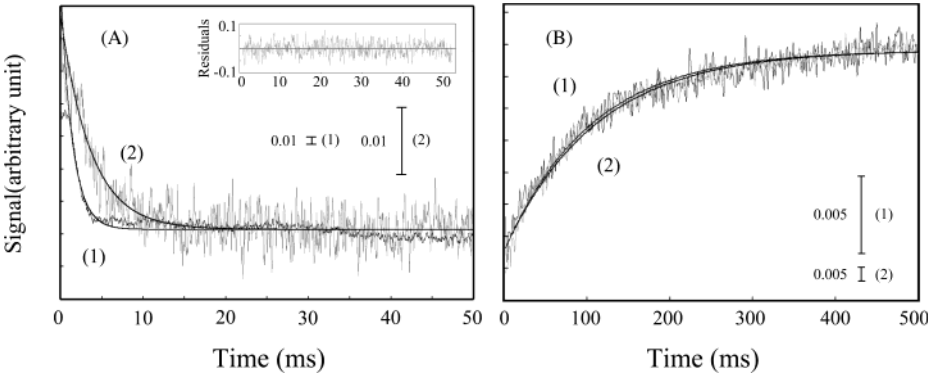 (A)
Residuals
0.1
-0.1
0 10 20 30 40 50
0.01 (1) 0.01 (2)
(2)
(1)
Signal(arbitrary unit)
0 10 20 30 40 50
Time (ms)
(B)
(1)
(2)
0.005 (1)
0.005 (2)
0 100 200 300 400 500
Time (ms)